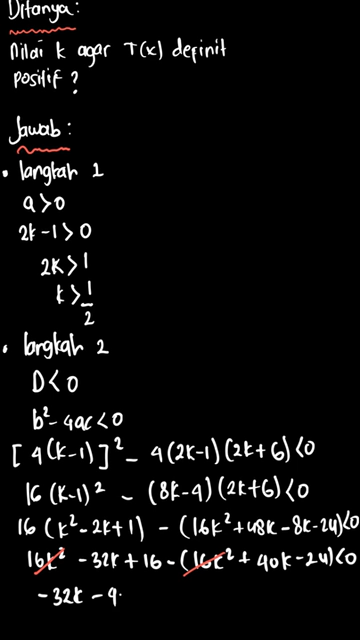 Ditanya:
Nilai k agar T(x) definit
positif?
Jawab:
• langkah 1
a>0
2k-1>0
2k>1
k>1/2
• langkah 2
D<0
b²-4ac<0
[4(k-1)]² - 4(2k-1)(2k+6)<0
16(k-1)² - (8k-4)(2k+6)<0
16(k²-2k+1) - (16k²+48k-8k-24)<0
16k² -32k+16-(16k²+40k-24)<0
-32k-4